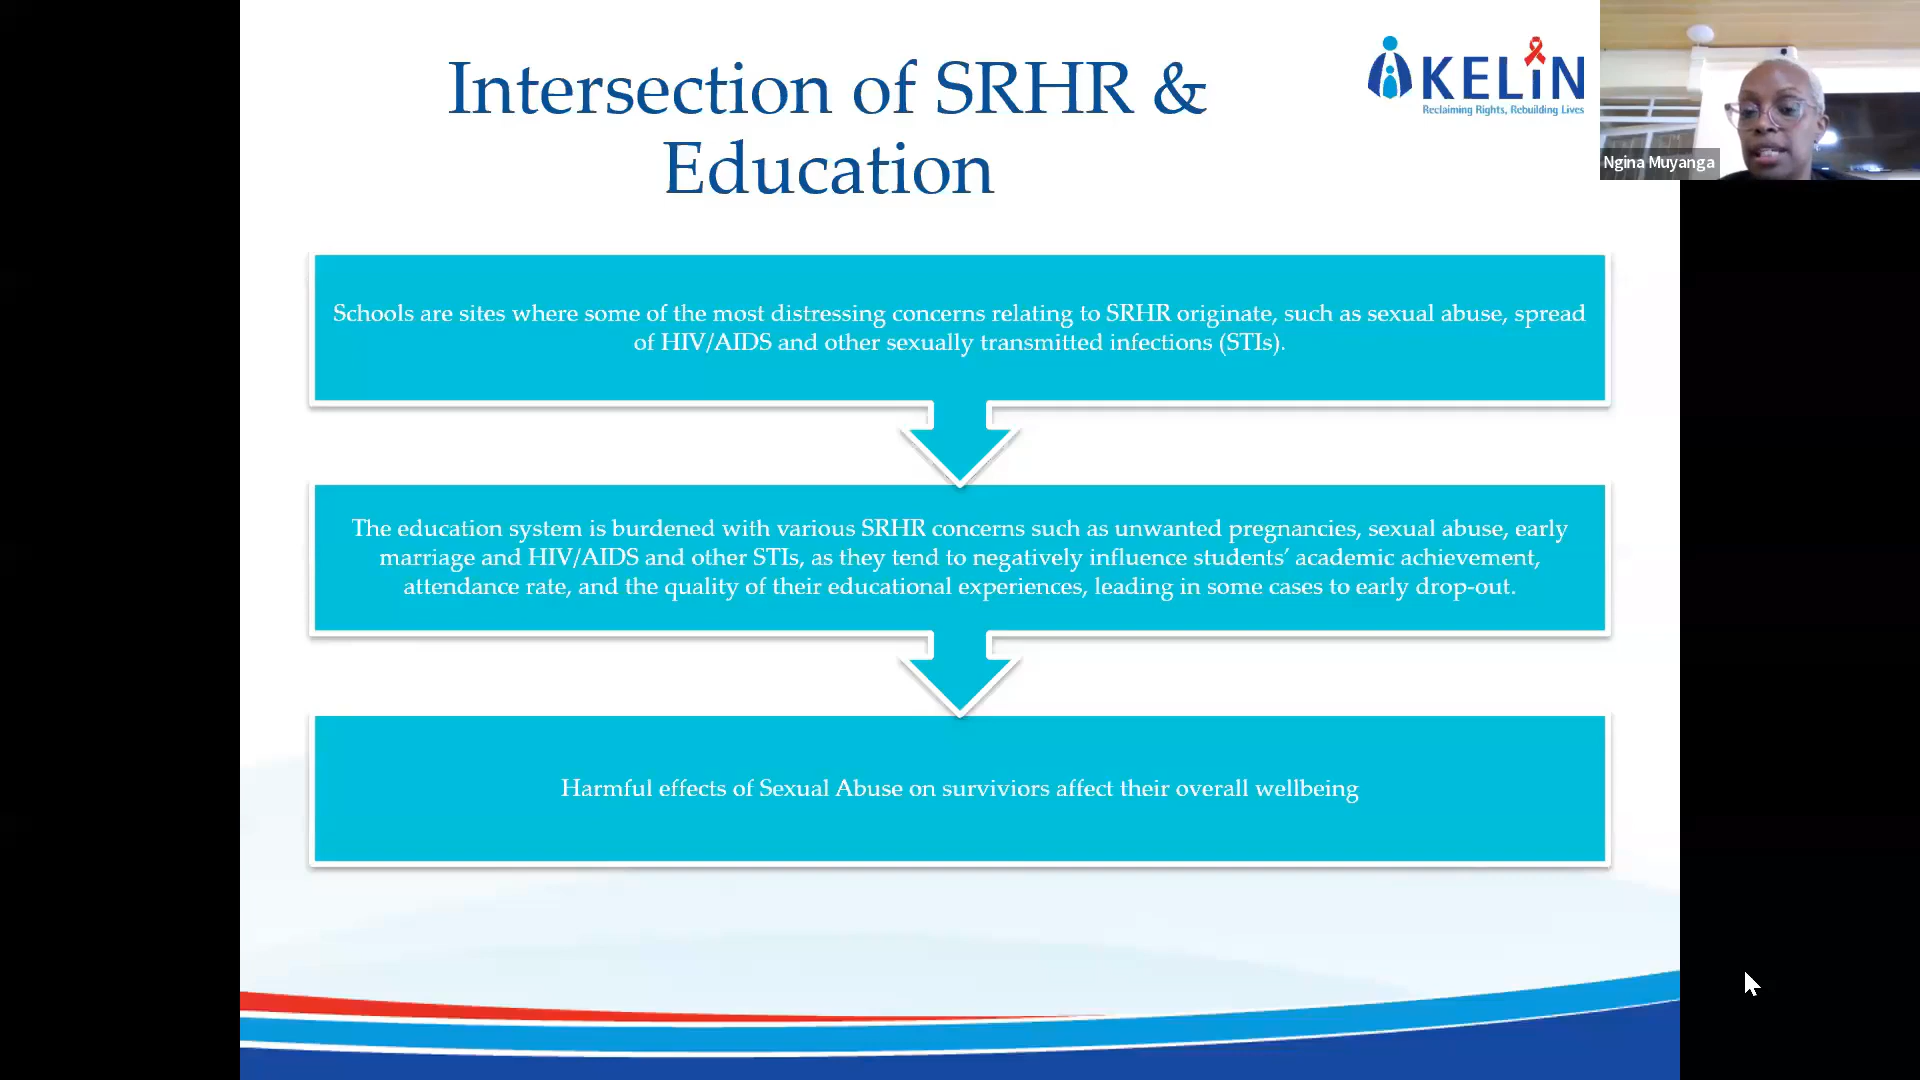 Intersection of SRHR &
Education
KELIN
Reclaiming Rights, Rebuilding Lives
Ngina Muyanga
Schools are sites where some of the most distressing concerns relating to SRHR originate, such as sexual abuse, spread
of HIV/AIDS and other sexually transmitted infections (STIs).
The education system is burdened with various SRHR concerns such as unwanted pregnancies, sexual abuse, early
marriage and HIV/AIDS and other STIs, as they tend to negatively influence students’ academic achievement,
attendance rate, and the quality of their educational experiences, leading in some cases to early drop-out.
Harmful effects of Sexual Abuse on surviviors affect their overall wellbeing